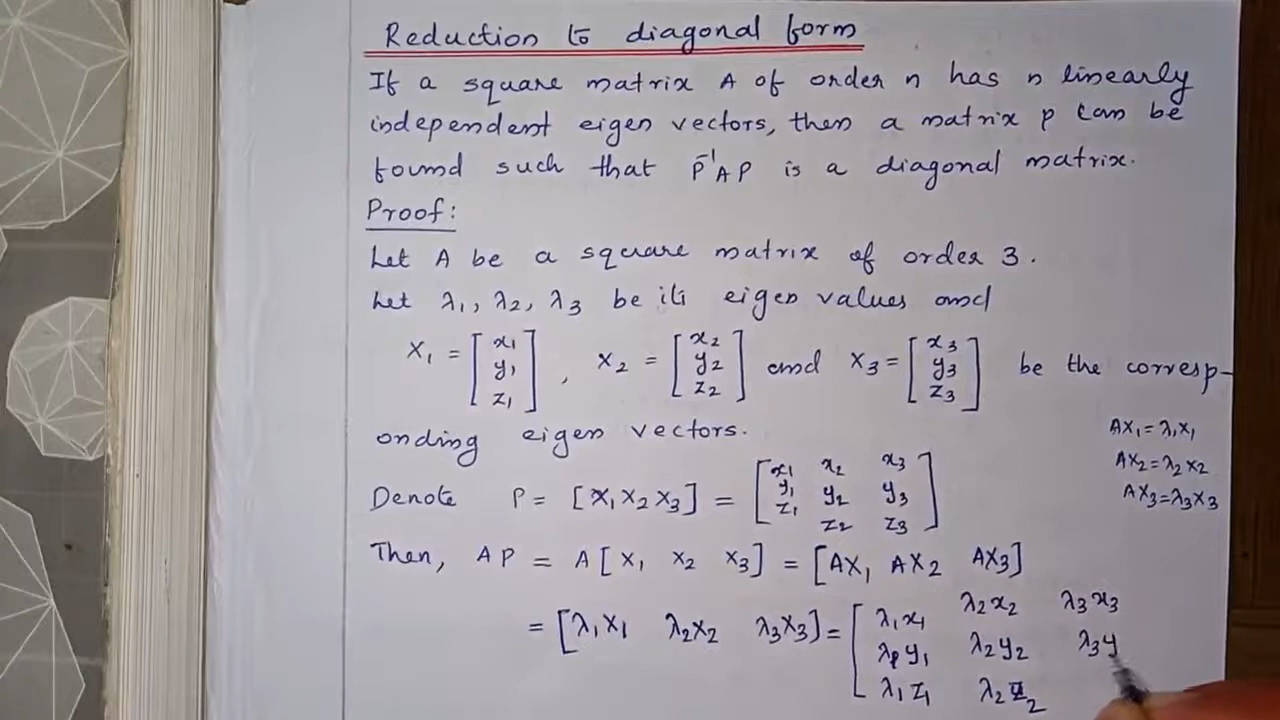 Reduction to diagonal form
If a square matrix A of order n has n linearly
independent eigen vectors, then a matrix P can be
found such that P⁻¹AP is a diagonal matrix.
Proof:
Let A be a square matrix of order 3.
Let λ₁, λ₂, λ₃ be its eigen values and
X₁ = [x₁ y₁ z₁], X₂ = [x₂ y₂ z₂] and X₃ = [x₃ y₃ z₃] be the corresp-
onding eigen vectors.
AX₁ = λ₁X₁
AX₂ = λ₂X₂
AX₃ = λ₃X₃
Denote P = [X₁ X₂ X₃] = [x₁ x₂ x₃
y₁ y₂ y₃
z₁ z₂ z₃]
Then, AP = A[X₁ X₂ X₃] = [AX₁ AX₂ AX₃]
= [λ₁X₁ λ₂X₂ λ₃X₃] = [λ₁x₁ λ₂x₂ λ₃x₃
λ₁y₁ λ₂y₂ λ₃y
λ₁z₁ λ₂z₂